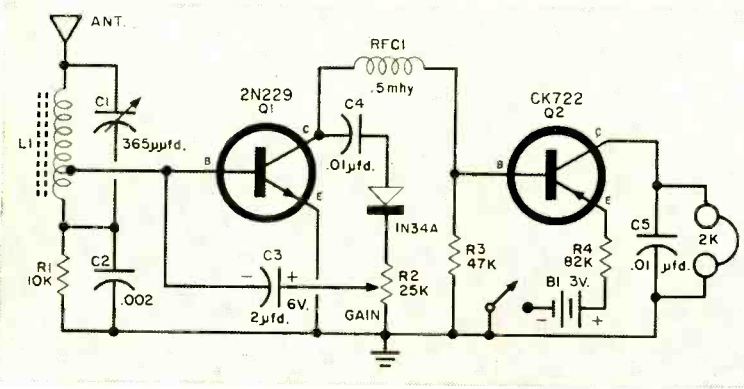 ANT.
RFC1
.5mhy
2N229
Q1
CK722
Q2
C1
365µµfd.
C4
.01µfd.
L1
B
C
E
1N34A
B
C
E
C5
.01 µfd.
2K
R1
10K
C2
.002
C3
- +
6V.
2µfd.
R2
25K
GAIN
R3
47K
R4
82K
B1 3V.
- +